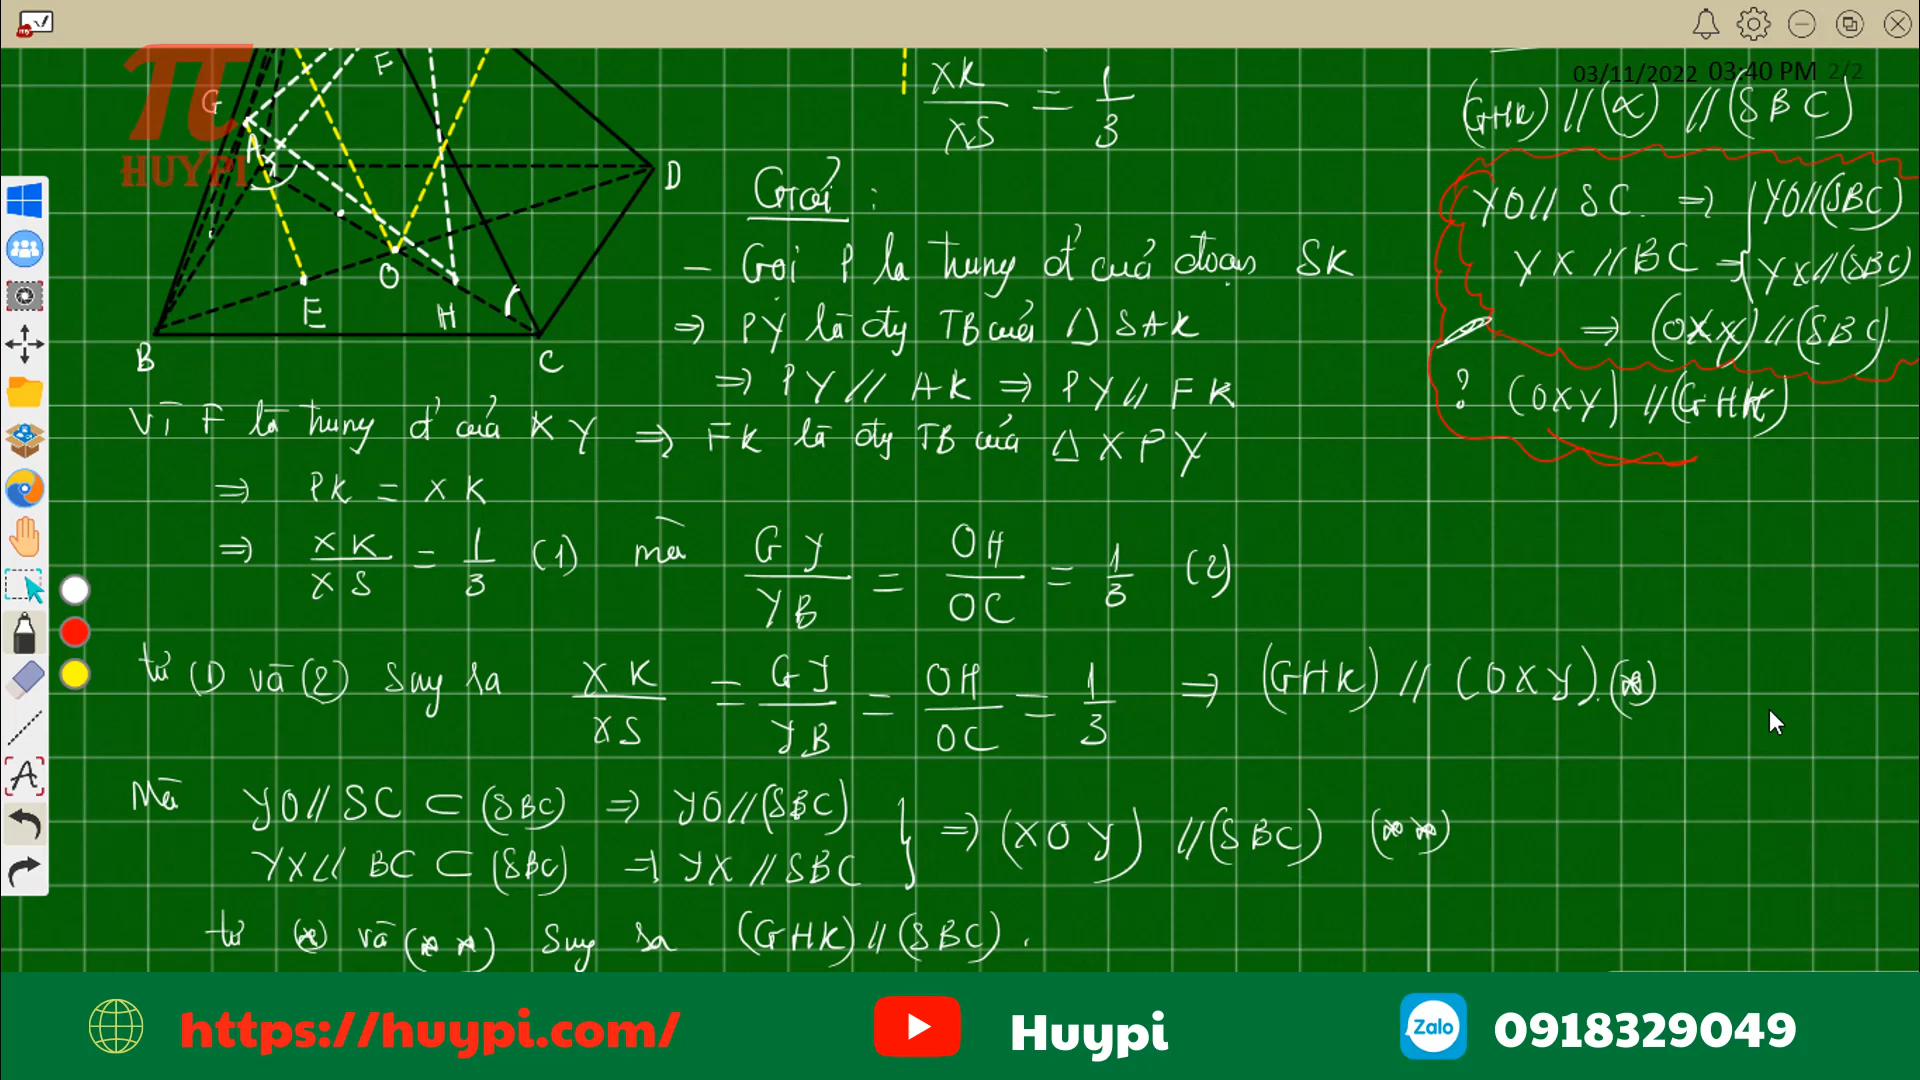 03/11/2022 03:40 PM 2/2
HUYPI
F
G
A
D
O
E
H
B
C
XK/XS = 1/3
Giải :
- Gọi P là trung đ của đoạn SK
=> PY là đg TB của Δ SAK
=> PY // AK => PY // FK
Vì F là trung đ của XY => FK là đg TB của Δ XPY
=> PK = XK
=> XK/XS = 1/3 (1) mà GY/YB = OH/OC = 1/3 (2)
từ (1) và (2) suy ra XK/XS = GY/YB = OH/OC = 1/3 => (GHK) // (OXY). (*)
Mà YO // SC ⊂ (SBC) => YO // (SBC)
YX // BC ⊂ (SBC) => YX // SBC
} => (XOY) // (SBC) (**)
từ (*) và (**) suy ra (GHK) // (SBC).
(GHK) // (α) // (SBC)
YO // SC. => YO // (SBC)
YX // BC => YX // (SBC)
=> (OXY) // (SBC).
? (OXY) // (GHK)
https://huypi.com/
Huypi
Zalo
0918329049